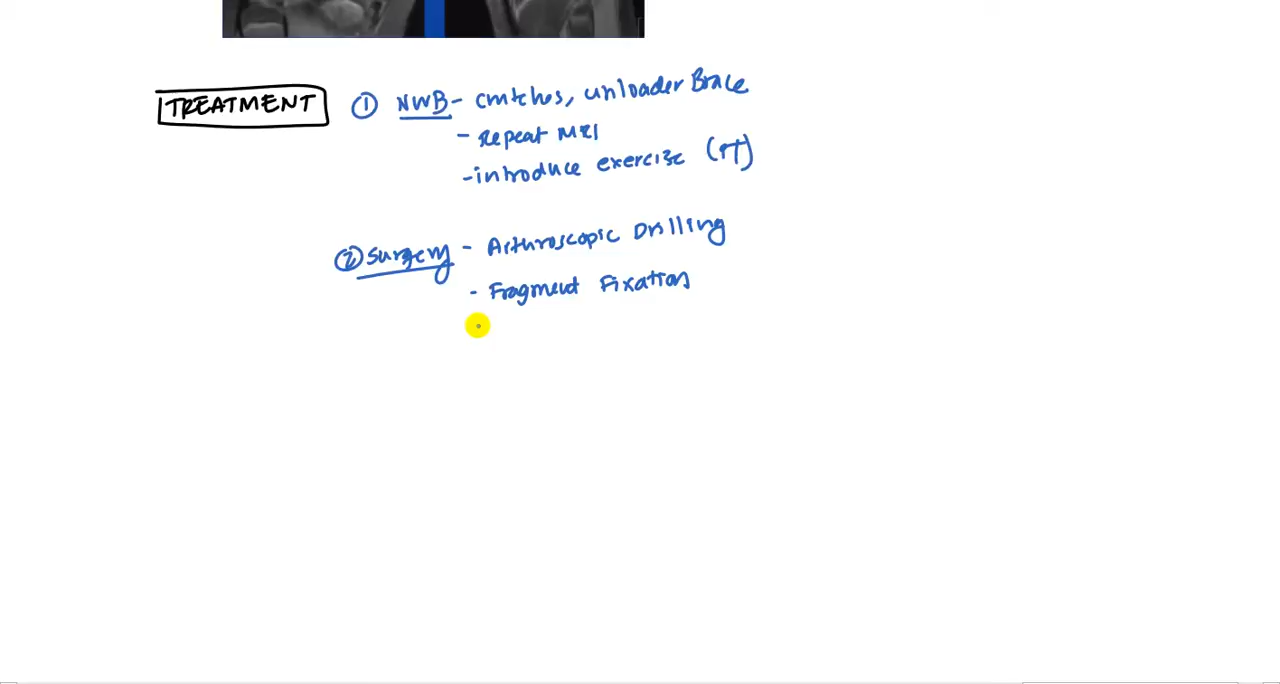 TREATMENT ① NWB - crutches, unloader Brace
- Repeat MRI
- introduce exercise (PT)
② Surgery - Arthroscopic Drilling
- Fragment Fixation